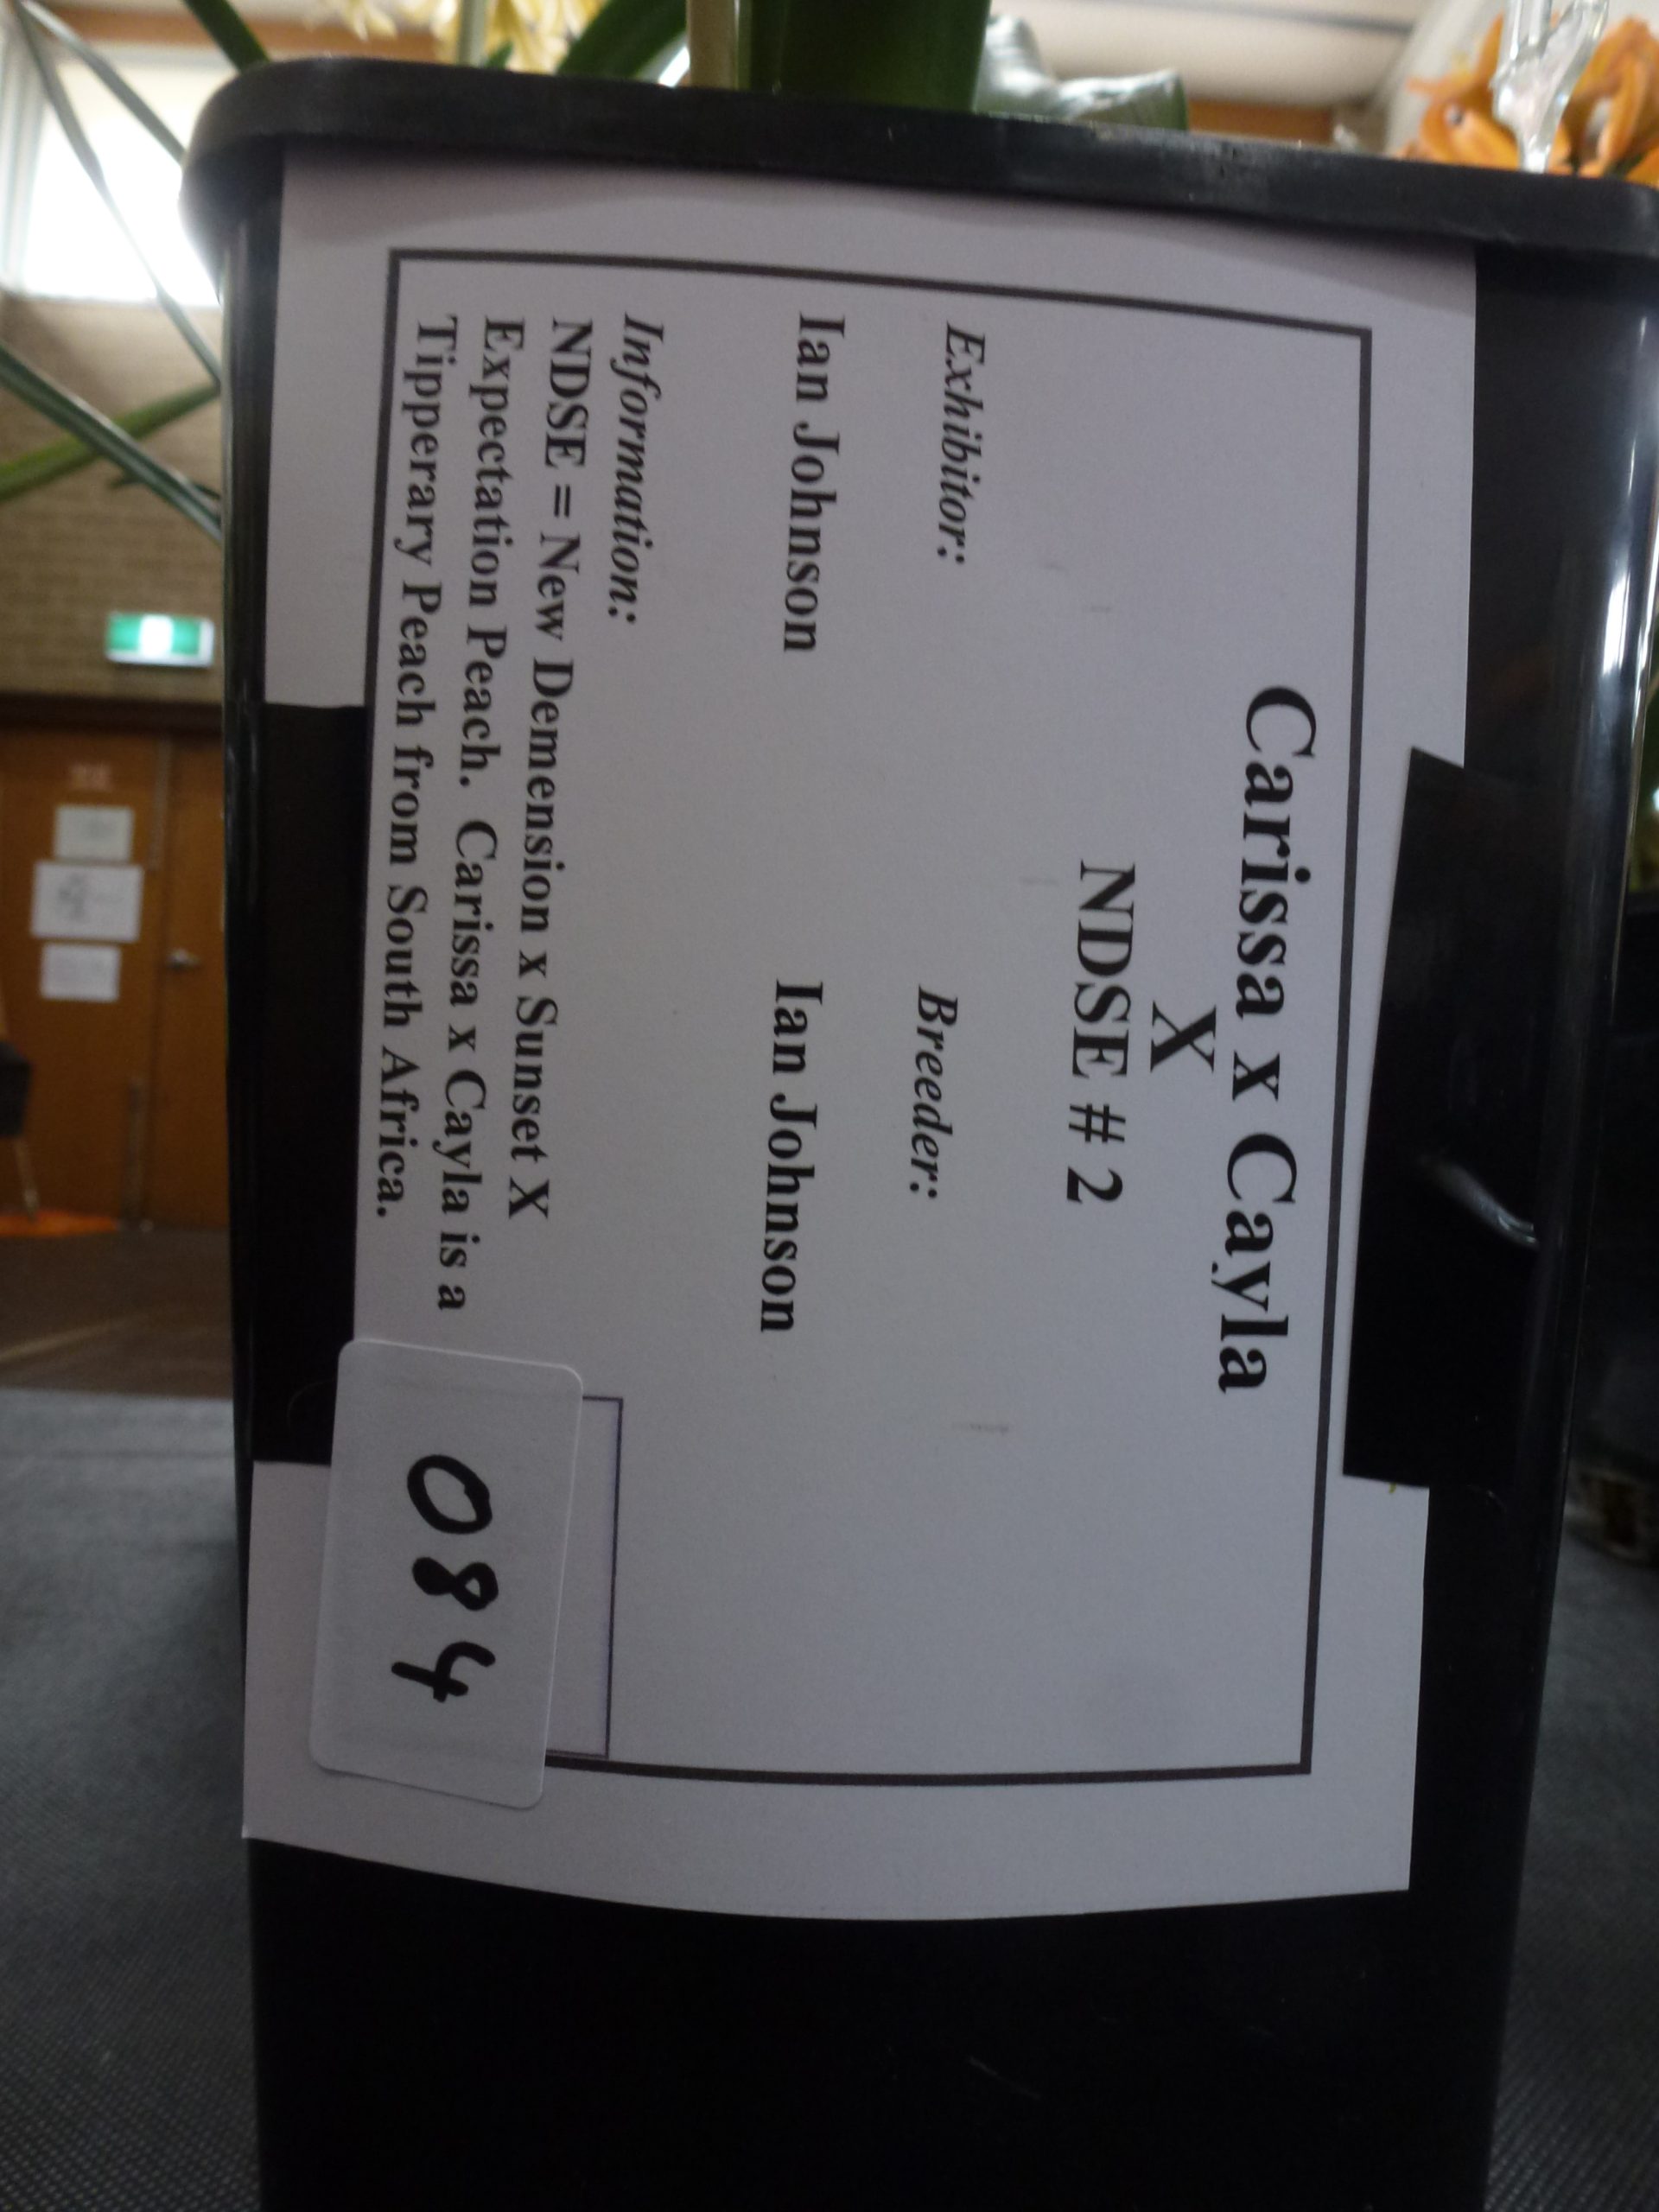 Carissa x Cayla
X
NDSE # 2
Exhibitor:
Breeder:
Ian Johnson
Ian Johnson
Information:
NDSE = New Demension x Sunset X
Expectation Peach. Carissa x Cayla is a
Tipperary Peach from South Africa.
084